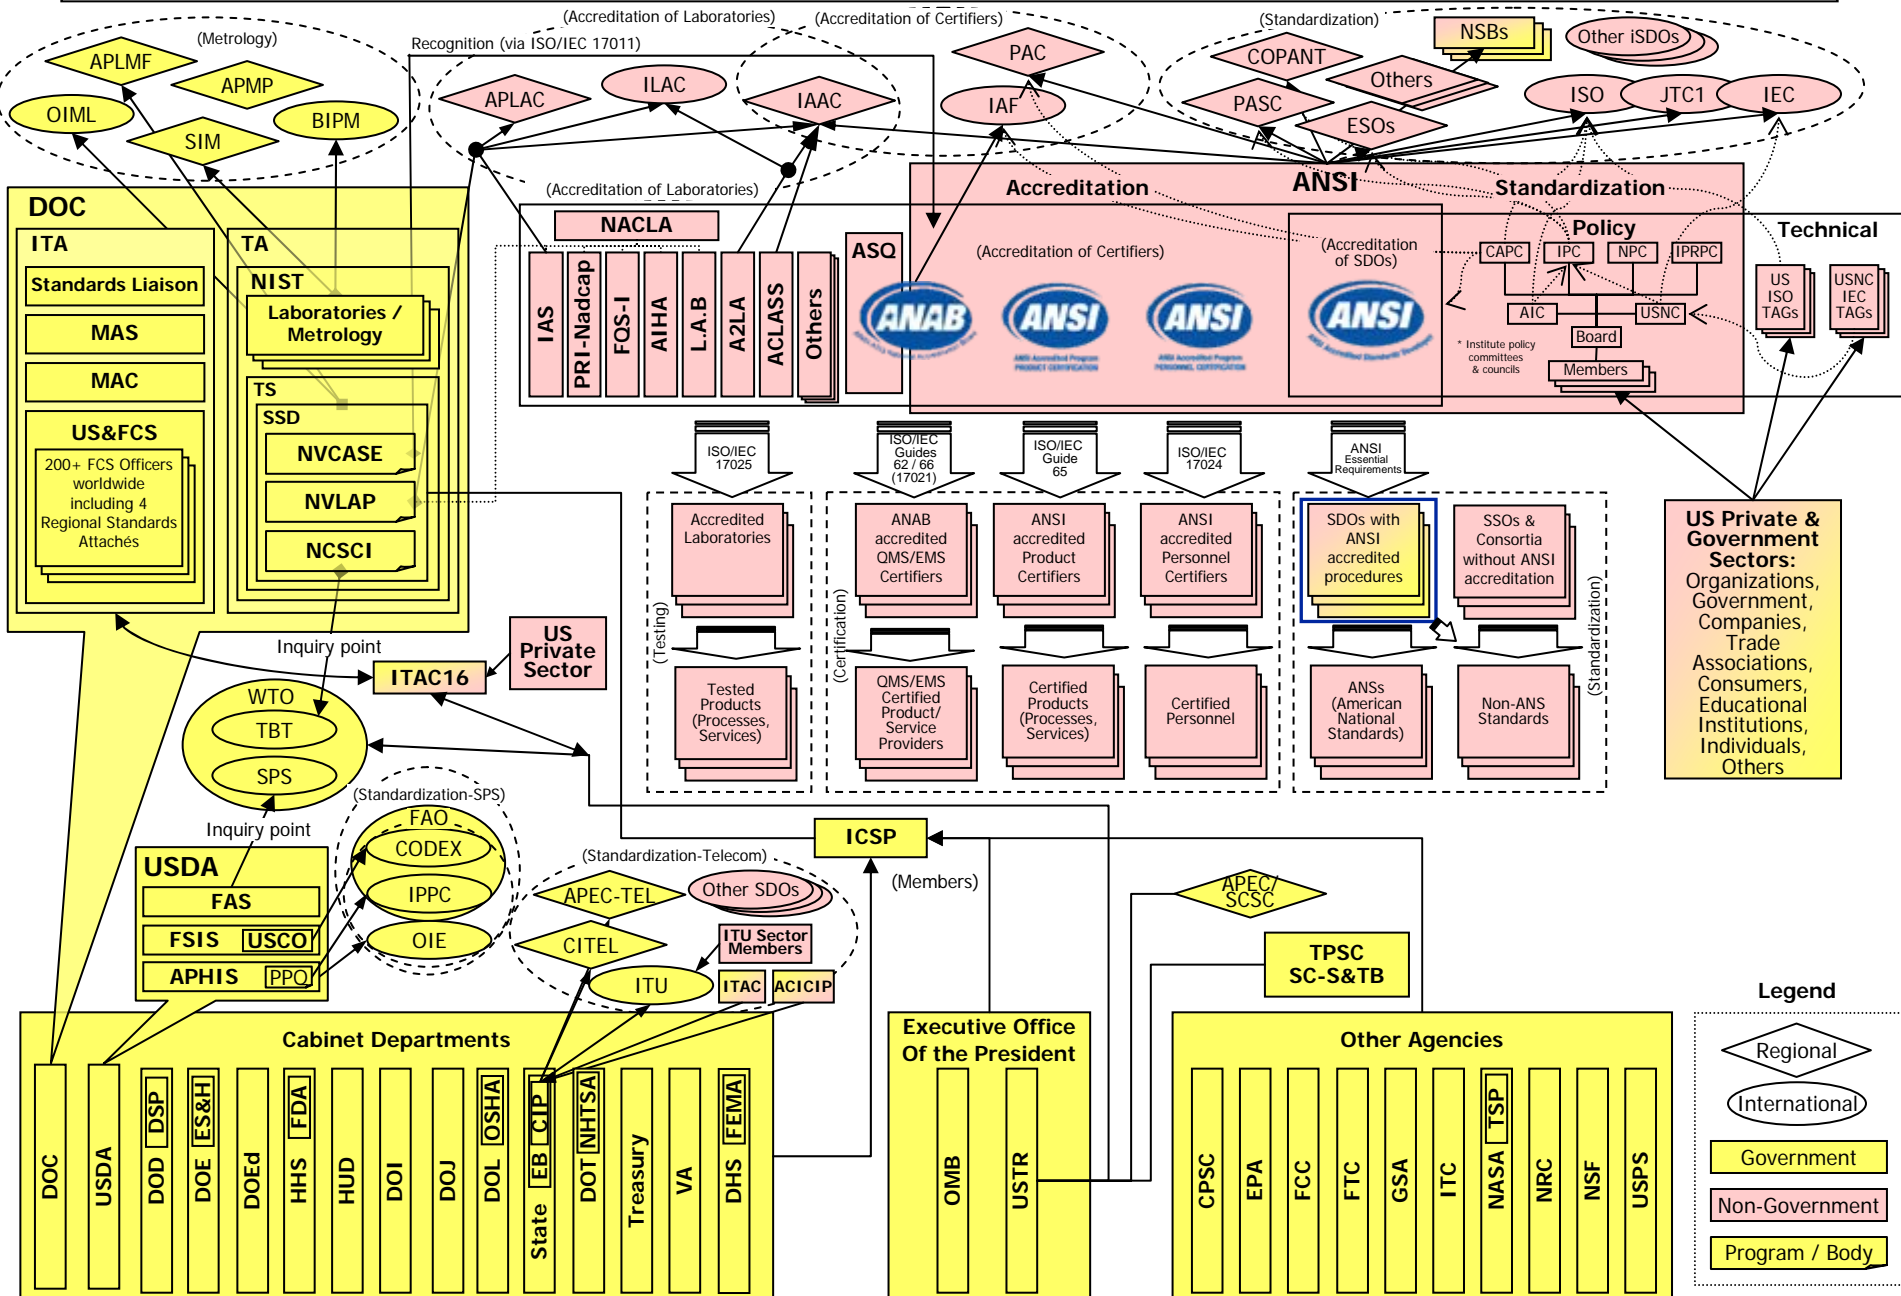 (Accreditation of Laboratories)
(Accreditation of Certifiers)
(Standardization)
(Metrology)
Recognition (via ISO/IEC 17011)
APLMF
APMP
OIML
BIPM
SIM
APLAC
ILAC
IAAC
PAC
IAF
COPANT
Others
PASC
ESOs
NSBs
Other iSDOs
ISO
JTC1
IEC
(Accreditation of Laboratories)
DOC
ITA
Standards Liaison
MAS
MAC
US&FCS
200+ FCS Officers
worldwide
including 4
Regional Standards
Attachés
TA
NIST
Laboratories /
Metrology
TS
SSD
NVCASE
NVLAP
NCSCI
NACLA
IAS
PRI-Nadcap
FQS-I
AIHA
L.A.B
A2LA
ACLASS
Others
ASQ
Accreditation
ANSI
Standardization
(Accreditation of Certifiers)
(Accreditation
of SDOs)
ANAB
ANSI
ANSI Accredited Program
PRODUCT CERTIFICATION
ANSI
ANSI Accredited Program
PERSONNEL CERTIFICATION
ANSI
ANSI Accredited Standards Developer
Policy
CAPC
IPC
NPC
IPRPC
AIC
USNC
Board
Members
* Institute policy
committees
& councils
Technical
US
ISO
TAGs
USNC
IEC
TAGs
ISO/IEC
17025
ISO/IEC
Guides
62 / 66
(17021)
ISO/IEC
Guide
65
ISO/IEC
17024
ANSI
Essential
Requirements
(Testing)
Accredited
Laboratories
Tested
Products
(Processes,
Services)
(Certification)
ANAB
accredited
QMS/EMS
Certifiers
QMS/EMS
Certified
Product/
Service
Providers
ANSI
accredited
Product
Certifiers
Certified
Products
(Processes,
Services)
ANSI
accredited
Personnel
Certifiers
Certified
Personnel
SDOs with
ANSI
accredited
procedures
ANSs
(American
National
Standards)
SSOs &
Consortia
without ANSI
accreditation
Non-ANS
Standards
(Standardization)
US Private &
Government
Sectors:
Organizations,
Government,
Companies,
Trade
Associations,
Consumers,
Educational
Institutions,
Individuals,
Others
Inquiry point
ITAC16
US
Private
Sector
WTO
TBT
SPS
Inquiry point
(Standardization-SPS)
FAO
CODEX
IPPC
OIE
USDA
FAS
FSIS
USCO
APHIS
PPQ
(Standardization-Telecom)
APEC-TEL
Other SDOs
CITEL
ITU Sector
Members
ITU
ITAC
ACICIP
ICSP
(Members)
APEC/
SCSC
TPSC
SC-S&TB
Cabinet Departments
DOC
USDA
DOD DSP
DOE ES&H
DOEd
HHS FDA
HUD
DOI
DOJ
DOL OSHA
State EB CIP
DOT NHTSA
Treasury
VA
DHS FEMA
Executive Office
Of the President
OMB
USTR
Other Agencies
CPSC
EPA
FCC
FTC
GSA
ITC
NASA TSP
NRC
NSF
USPS
Legend
Regional
International
Government
Non-Government
Program / Body